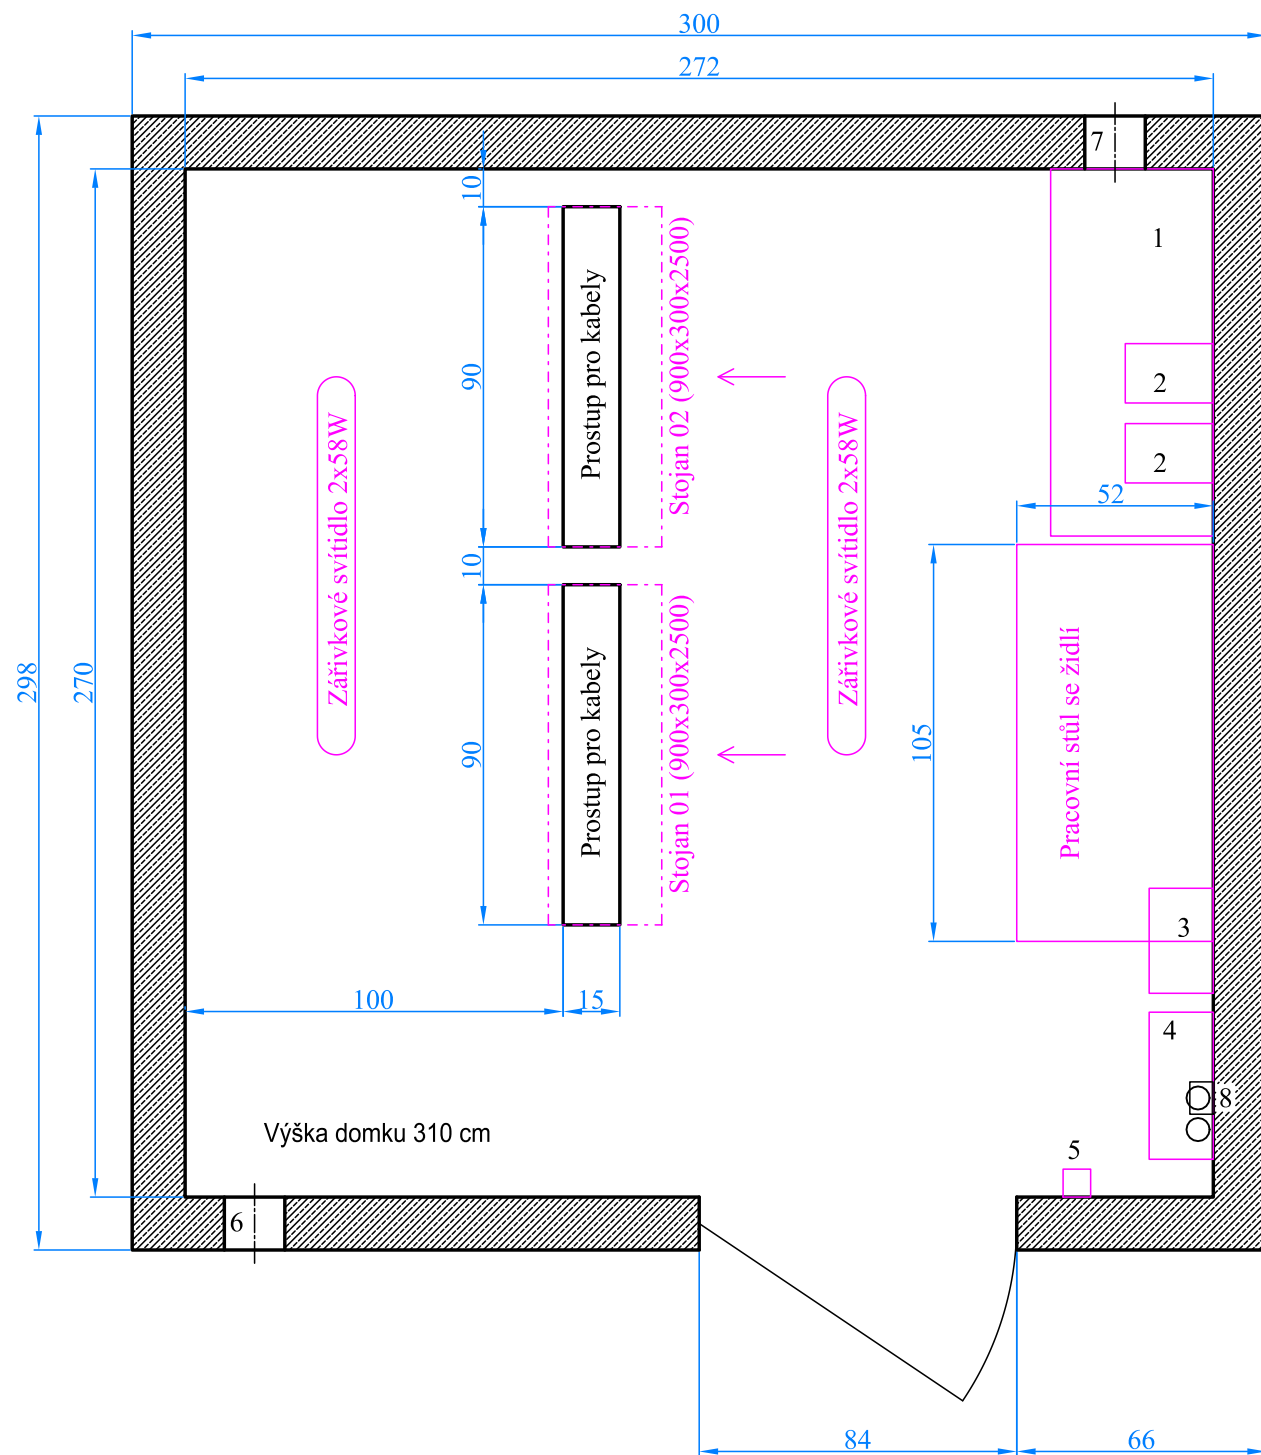 300
272
7
10
1
90
Prostup pro kabely
Stojan 02 (900x300x2500)
2
2
52
Zářivkové svítidlo 2x58W
Zářivkové svítidlo 2x58W
10
298
270
90
Prostup pro kabely
Stojan 01 (900x300x2500)
105
Pracovní stůl se židlí
3
100
15
4
8
Výška domku 310 cm
5
6
84
66